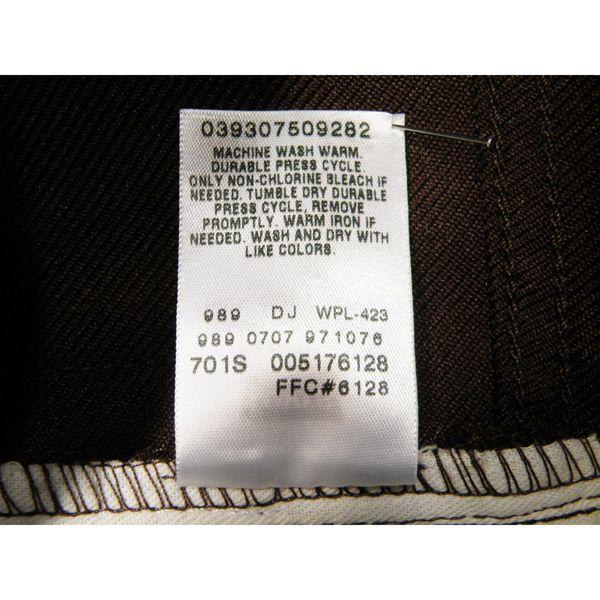 039307509282
MACHINE WASH WARM.
DURABLE PRESS CYCLE.
ONLY NON-CHLORINE BLEACH IF
NEEDED. TUMBLE DRY DURABLE
PRESS CYCLE, REMOVE
PROMPTLY. WARM IRON IF
NEEDED. WASH AND DRY WITH
LIKE COLORS.
989 DJ WPL-423
989 0707 971076
701S 005176128
FFC#6128